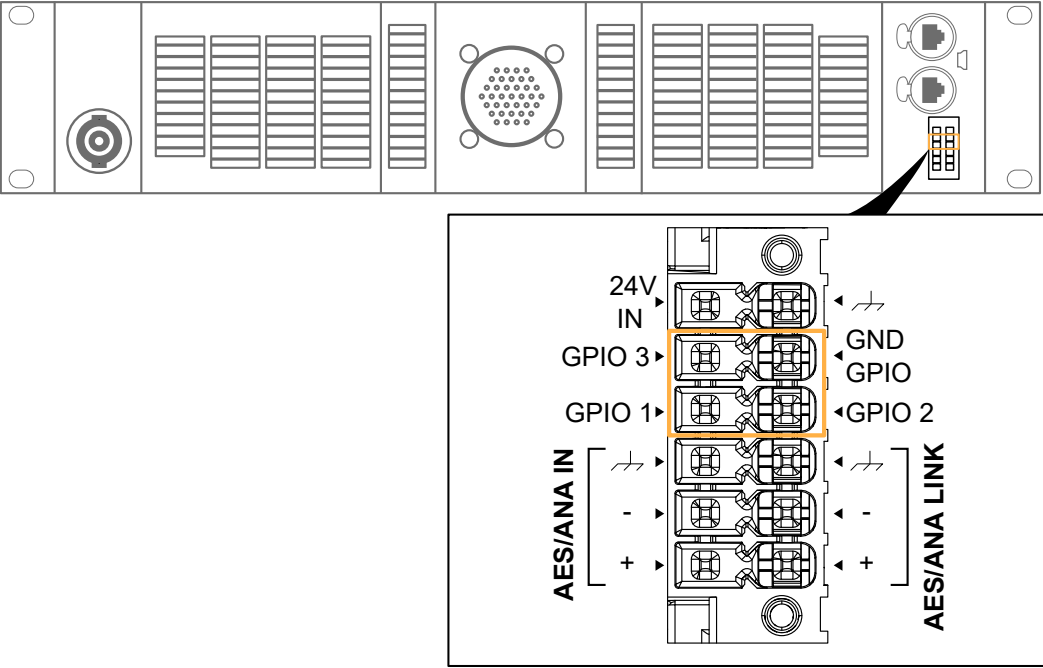 24V
IN
GND
GPIO 3
GPIO
GPIO 1
GPIO 2
AES/ANA IN
-
+
-
+
AES/ANA LINK